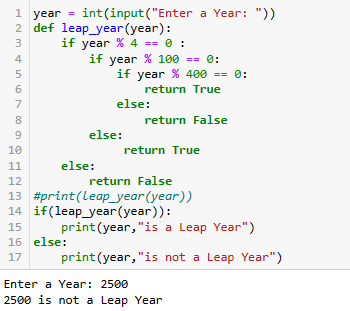 1 year = int(input("Enter a Year: "))
2 def leap_year(year):
3     if year % 4 == 0 :
4         if year % 100 == 0:
5             if year % 400 == 0:
6                 return True
7             else:
8                 return False
9         else:
10              return True
11     else:
12         return False
13 #print(leap_year(year))
14 if(leap_year(year)):
15     print(year,"is a Leap Year")
16 else:
17     print(year,"is not a Leap Year")
Enter a Year: 2500
2500 is not a Leap Year